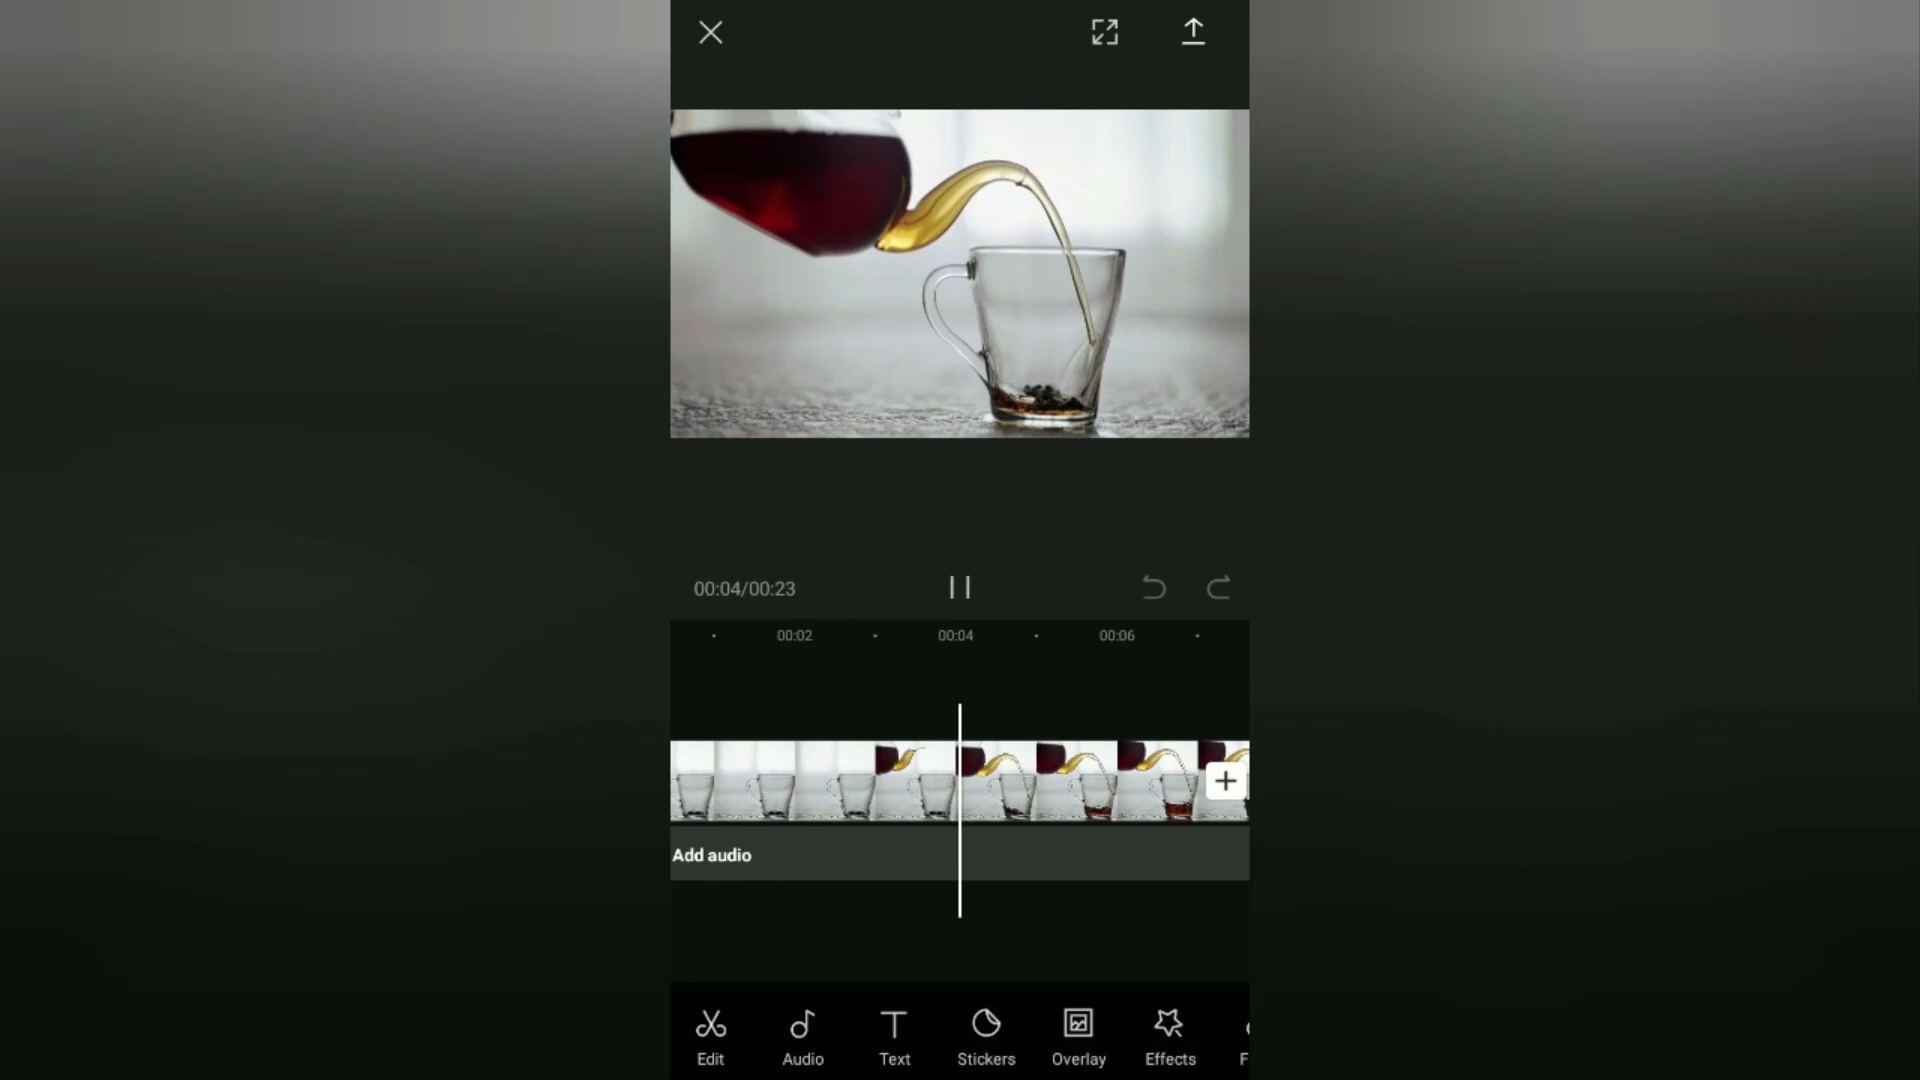 00:04/00:23
00:02 00:04 00:06
Add audio
Edit Audio Text Stickers Overlay Effects F